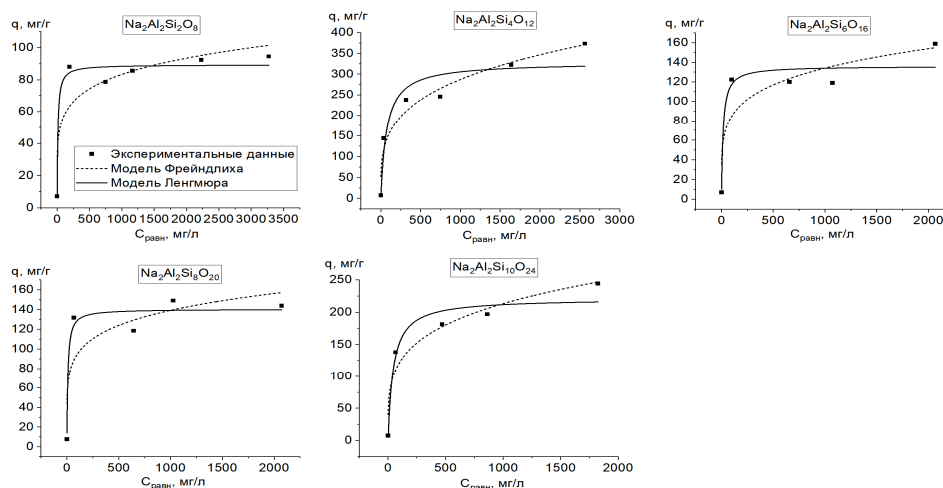 q, мг/г
Na₂Al₂Si₂O₈
100
80
60
40
20
0
Экспериментальные данные
Модель Фрейндлиха
Модель Ленгмюра
0 500 1000 1500 2000 2500 3000 3500
Cравн, мг/л
q, мг/г
Na₂Al₂Si₄O₁₂
400
350
300
250
200
150
100
50
0
0 500 1000 1500 2000 2500 3000
Cравн, мг/л
q, мг/г
Na₂Al₂Si₆O₁₆
160
140
120
100
80
60
40
20
0
0 500 1000 1500 2000
Cравн, мг/л
q, мг/г
Na₂Al₂Si₈O₂₀
160
140
120
100
80
60
40
20
0
0 500 1000 1500 2000
Cравн, мг/л
q, мг/г
Na₂Al₂Si₁₀O₂₄
250
200
150
100
50
0
0 500 1000 1500 2000
Cравн, мг/л